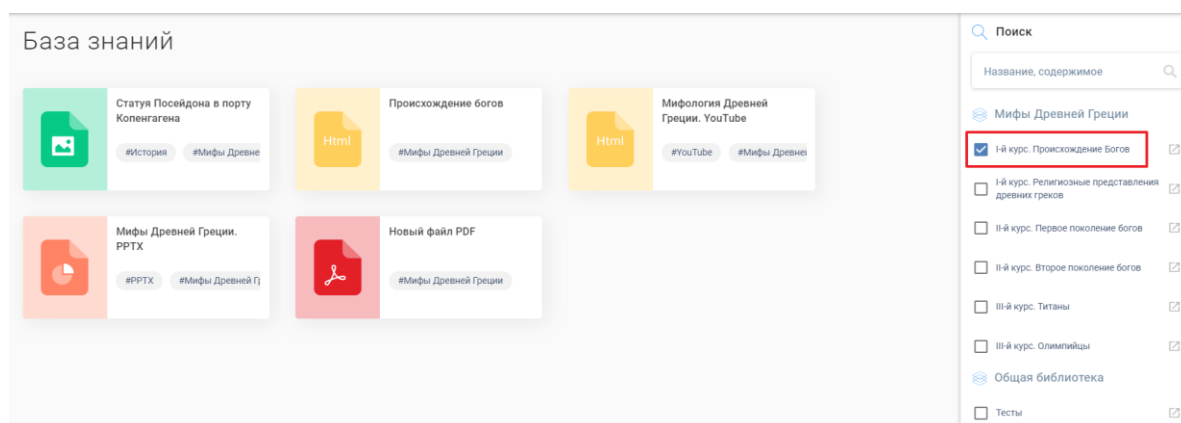 База знаний
Статуя Посейдона в порту
Копенгагена
#История #Мифы Древне
Html
Происхождение богов
#Мифы Древней Греции
Html
Мифология Древней
Греции. YouTube
#YouTube #Мифы Древней
Мифы Древней Греции.
PPTX
#PPTX #Мифы Древней Гр
Новый файл PDF
#Мифы Древней Греции
Поиск
Название, содержимое
Мифы Древней Греции
I-й курс. Происхождение Богов
I-й курс. Религиозные представления
древних греков
II-й курс. Первое поколение богов
II-й курс. Второе поколение богов
III-й курс. Титаны
III-й курс. Олимпийцы
Общая библиотека
Тесты